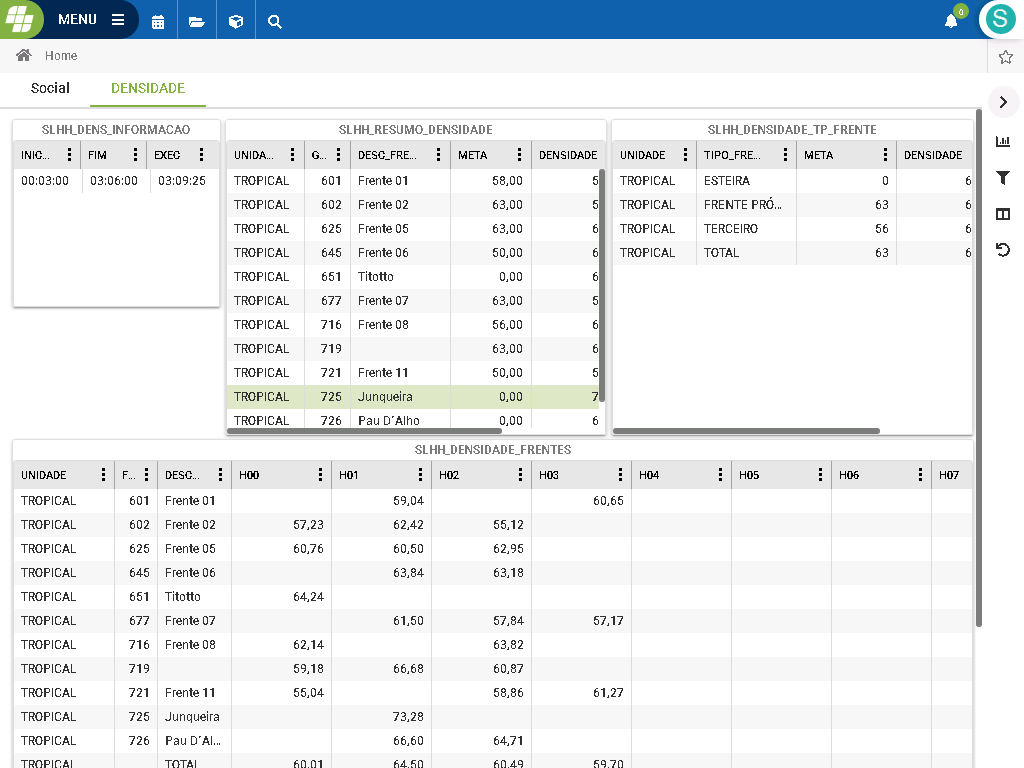 MENU
0
S
Home
Social DENSIDADE
SLHH_DENS_INFORMACAO
INIC... FIM EXEC
00:03:00 03:06:00 03:09:25
SLHH_RESUMO_DENSIDADE
UNIDA... G... DESC_FRE... META DENSIDADE
TROPICAL 601 Frente 01 58,00 5
TROPICAL 602 Frente 02 63,00 5
TROPICAL 625 Frente 05 63,00 6
TROPICAL 645 Frente 06 50,00 6
TROPICAL 651 Titotto 0,00 6
TROPICAL 677 Frente 07 63,00 5
TROPICAL 716 Frente 08 56,00 6
TROPICAL 719 63,00 6
TROPICAL 721 Frente 11 50,00 5
TROPICAL 725 Junqueira 0,00 7
TROPICAL 726 Pau D´Alho 0,00 6
SLHH_DENSIDADE_TP_FRENTE
UNIDADE TIPO_FRE... META DENSIDADE
TROPICAL ESTEIRA 0 6
TROPICAL FRENTE PRÓ... 63 6
TROPICAL TERCEIRO 56 6
TROPICAL TOTAL 63 6
SLHH_DENSIDADE_FRENTES
UNIDADE F... DESC... H00 H01 H02 H03 H04 H05 H06 H07
TROPICAL 601 Frente 01 59,04 60,65
TROPICAL 602 Frente 02 57,23 62,42 55,12
TROPICAL 625 Frente 05 60,76 60,50 62,95
TROPICAL 645 Frente 06 63,84 63,18
TROPICAL 651 Titotto 64,24
TROPICAL 677 Frente 07 61,50 57,84 57,17
TROPICAL 716 Frente 08 62,14 63,82
TROPICAL 719 59,18 66,68 60,87
TROPICAL 721 Frente 11 55,04 58,86 61,27
TROPICAL 725 Junqueira 73,28
TROPICAL 726 Pau D´Al... 66,60 64,71
TROPICAL TOTAL 60,01 64,50 60,49 59,70